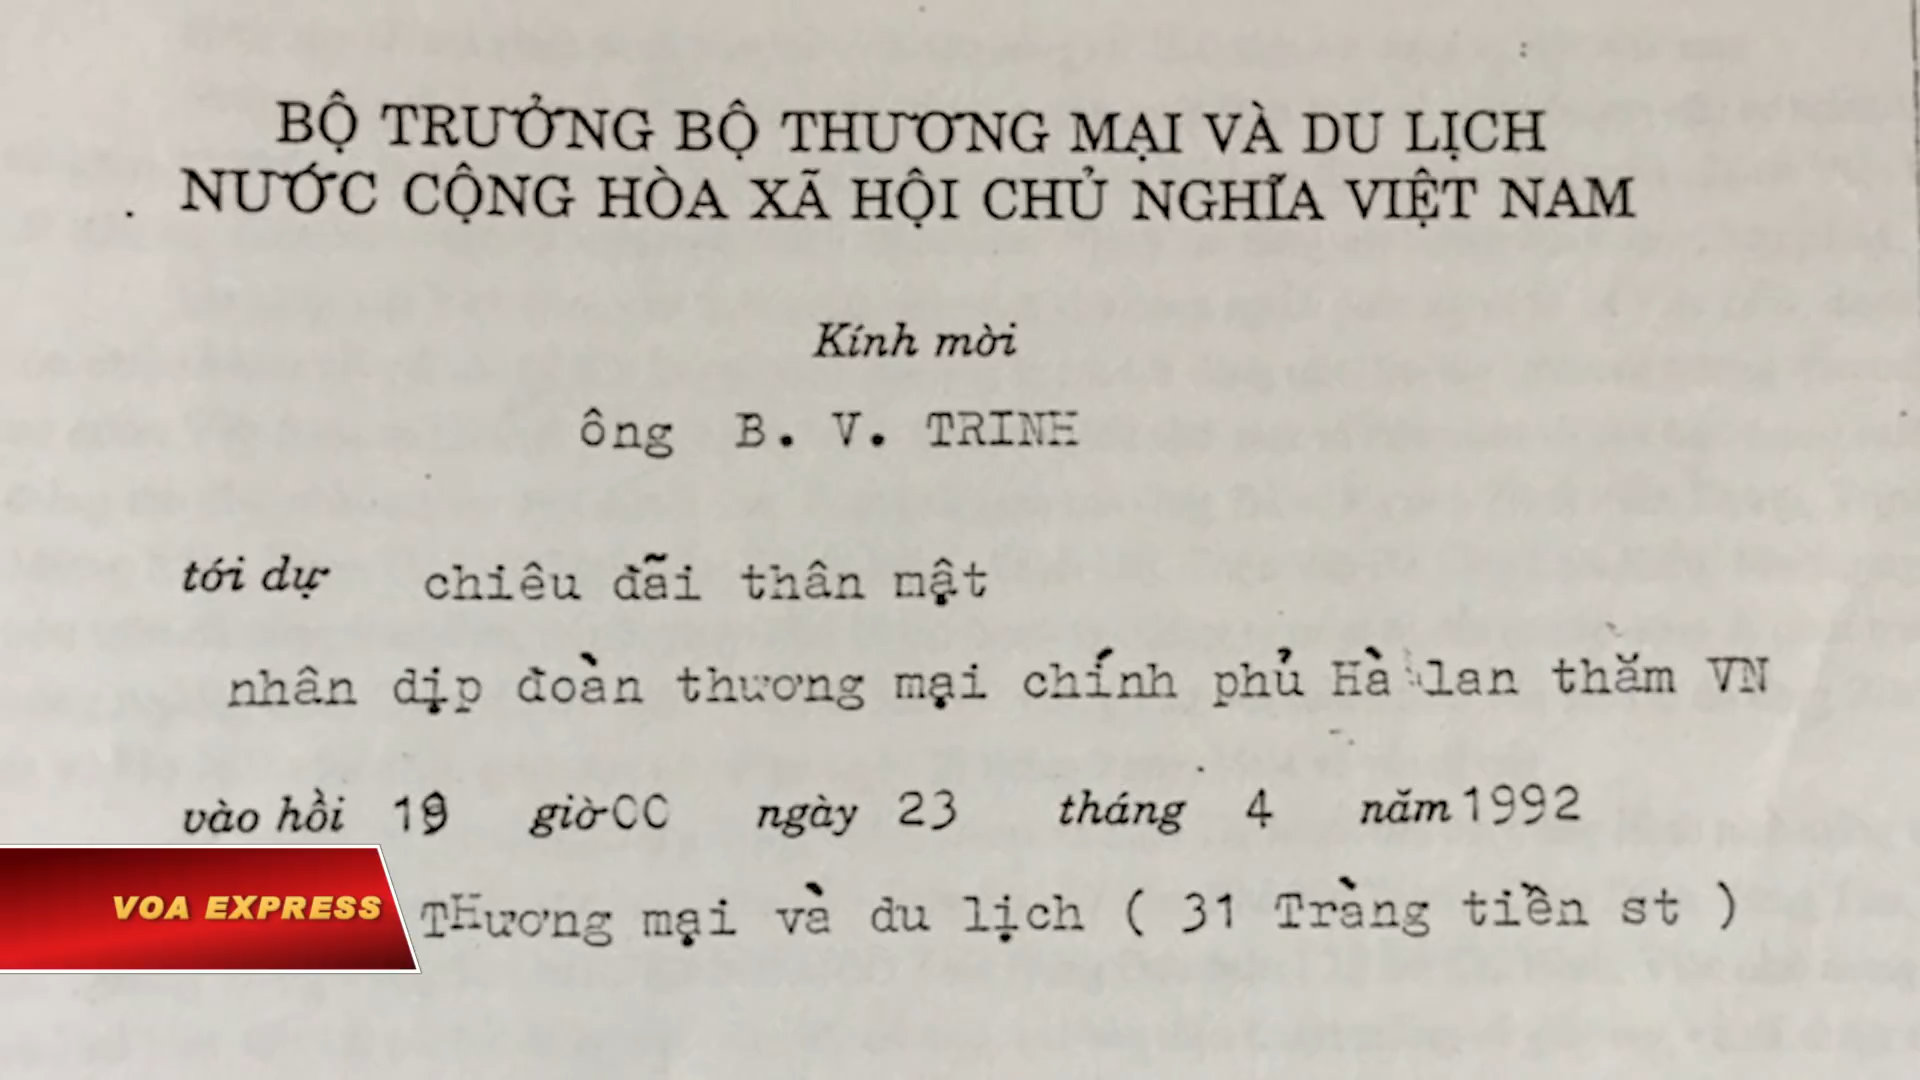 BỘ TRƯỞNG BỘ THƯƠNG MẠI VÀ DU LỊCH
NƯỚC CỘNG HÒA XÃ HỘI CHỦ NGHĨA VIỆT NAM
Kính mời
ông B. V. TRINH
tới dự chiêu đãi thân mật
nhân dịp đoàn thương mại chính phủ Hà lan thăm VN
vào hồi giờ ngày 23 tháng 4 năm 1992
THương mại và du lịch ( 31 Tràng tiền st )
VOA EXPRESS